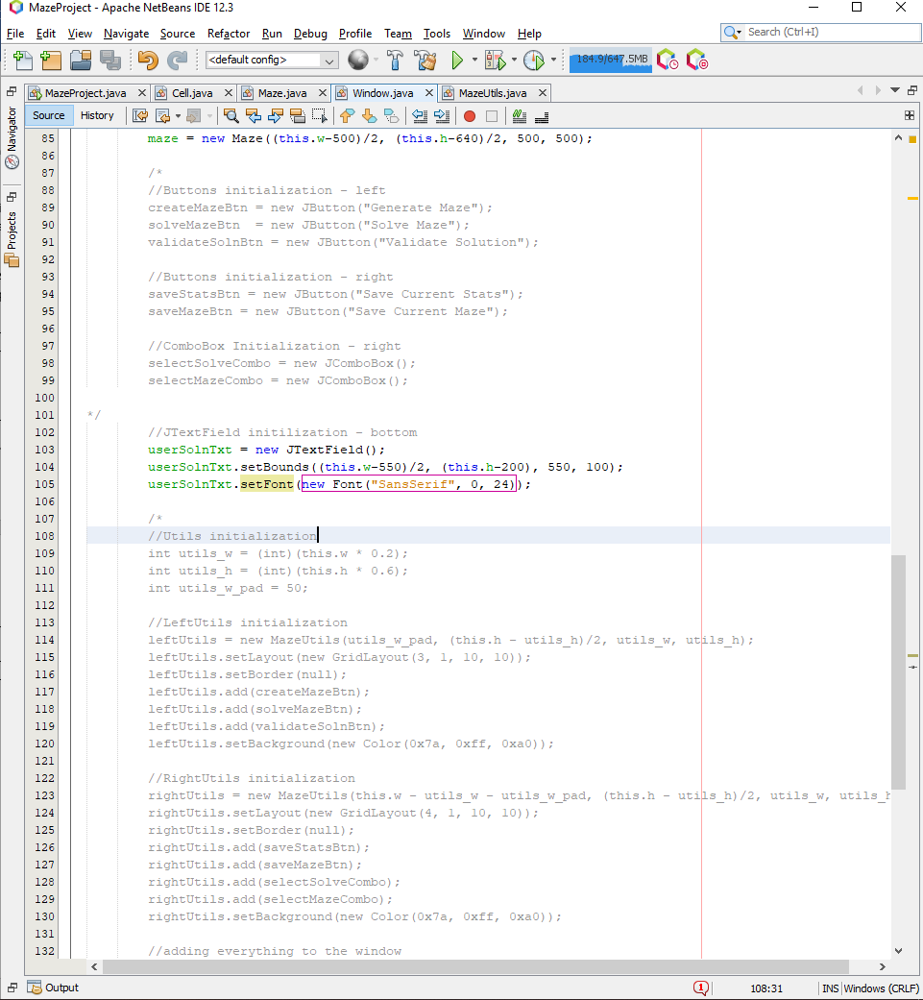 MazeProject - Apache NetBeans IDE 12.3
File Edit View Navigate Source Refactor Run Debug Profile Team Tools Window Help
Search (Ctrl+I)
<default config>
184.9/647.5MB
MazeProject.java Cell.java Maze.java Window.java MazeUtils.java
Source History
Navigator
Projects
85 maze = new Maze((this.w-500)/2, (this.h-640)/2, 500, 500);
86
87 /*
88 //Buttons initialization - left
89 createMazeBtn = new JButton("Generate Maze");
90 solveMazeBtn  = new JButton("Solve Maze");
91 validateSolnBtn = new JButton("Validate Solution");
92
93 //Buttons initialization - right
94 saveStatsBtn = new JButton("Save Current Stats");
95 saveMazeBtn = new JButton("Save Current Maze");
96
97 //ComboBox Initialization - right
98 selectSolveCombo = new JComboBox();
99 selectMazeCombo = new JComboBox();
100
101 */
102 //JTextField initilization - bottom
103 userSolnTxt = new JTextField();
104 userSolnTxt.setBounds((this.w-550)/2, (this.h-200), 550, 100);
105 userSolnTxt.setFont(new Font("SansSerif", 0, 24));
106
107 /*
108 //Utils initialization
109 int utils_w = (int)(this.w * 0.2);
110 int utils_h = (int)(this.h * 0.6);
111 int utils_w_pad = 50;
112
113 //LeftUtils initialization
114 leftUtils = new MazeUtils(utils_w_pad, (this.h - utils_h)/2, utils_w, utils_h);
115 leftUtils.setLayout(new GridLayout(3, 1, 10, 10));
116 leftUtils.setBorder(null);
117 leftUtils.add(createMazeBtn);
118 leftUtils.add(solveMazeBtn);
119 leftUtils.add(validateSolnBtn);
120 leftUtils.setBackground(new Color(0x7a, 0xff, 0xa0));
121
122 //RightUtils initialization
123 rightUtils = new MazeUtils(this.w - utils_w - utils_w_pad, (this.h - utils_h)/2, utils_w, utils_h
124 rightUtils.setLayout(new GridLayout(4, 1, 10, 10));
125 rightUtils.setBorder(null);
126 rightUtils.add(saveStatsBtn);
127 rightUtils.add(saveMazeBtn);
128 rightUtils.add(selectSolveCombo);
129 rightUtils.add(selectMazeCombo);
130 rightUtils.setBackground(new Color(0x7a, 0xff, 0xa0));
131
132 //adding everything to the window
Output
1 108:31 INS Windows (CRLF)